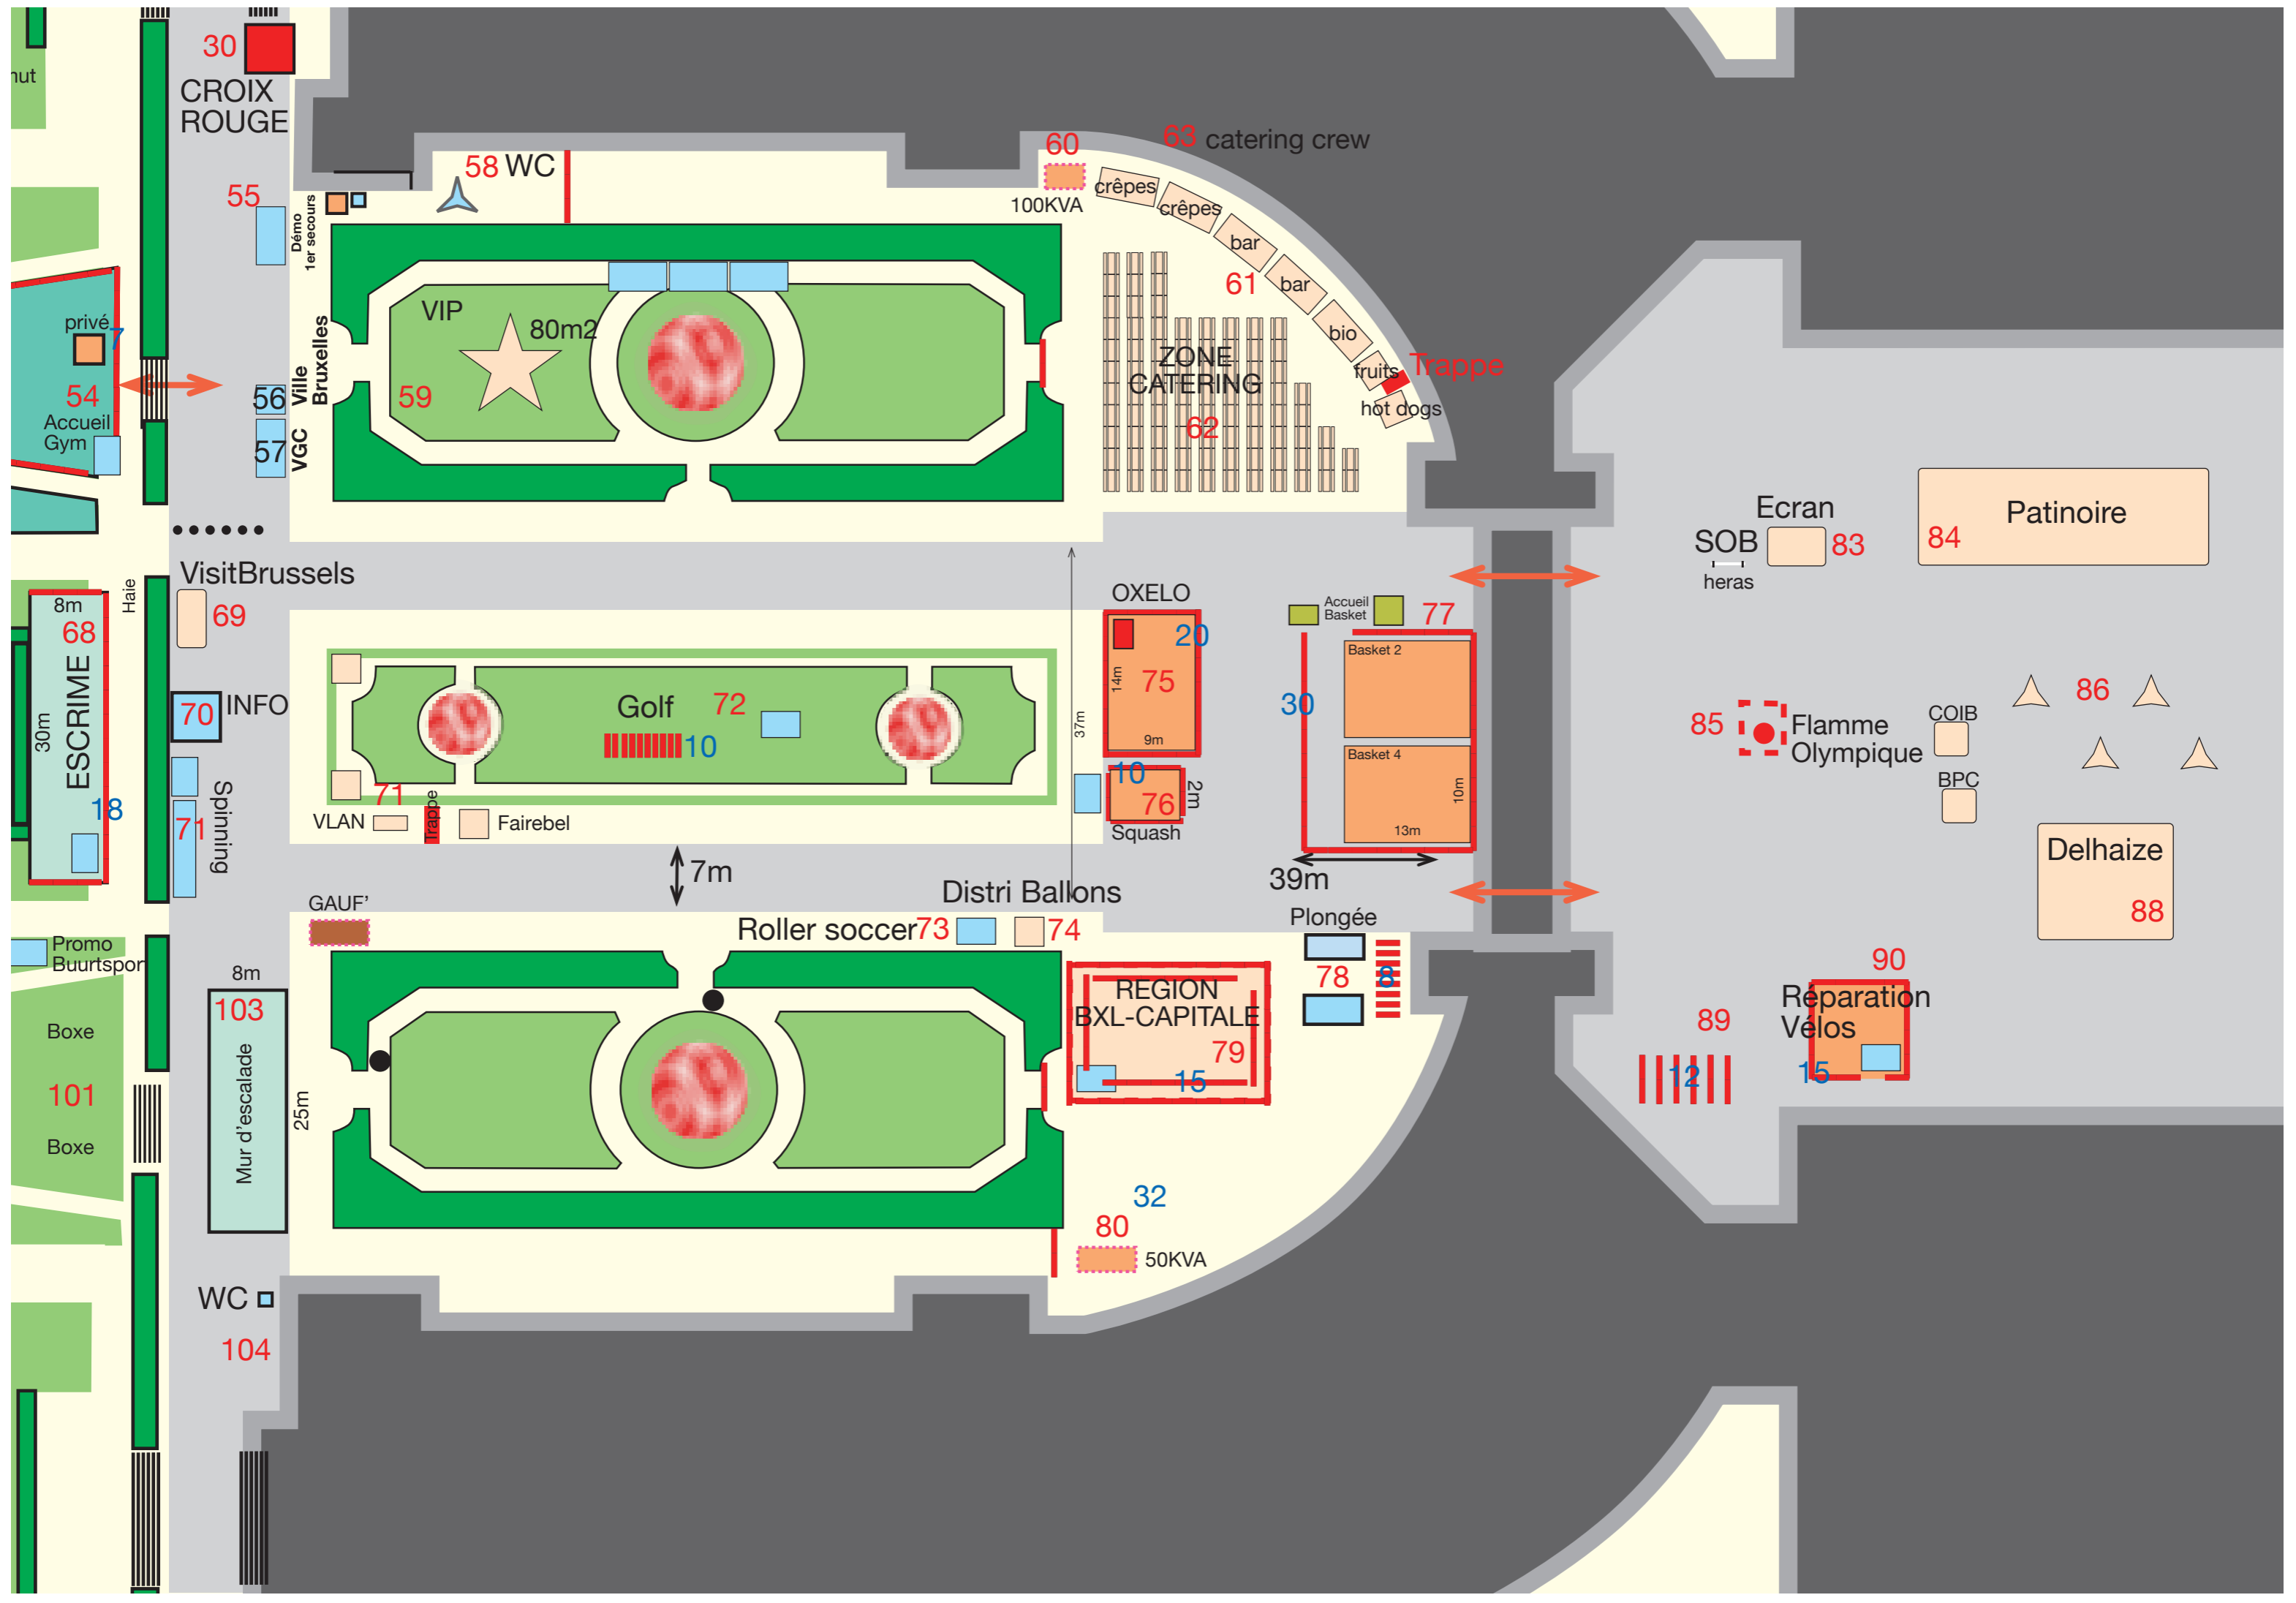 30
nut
CROIX
ROUGE
60
63 catering crew
58 WC
55
100KVA
crêpes
crêpes
bar
bar
bio
fruits
hot dogs
Trappe
61
Démo
1er secours
VIP
80m2
59
privé
7
54
Accueil
Gym
56
Ville
Bruxelles
57
VGC
ZONE
CATERING
62
Ecran
SOB
83
heras
84
Patinoire
VisitBrussels
69
Haie
8m
68
ESCRIME
30m
18
70
INFO
Spinning
71
OXELO
20
75
14m
9m
Accueil
Basket
77
Basket 2
30
Basket 4
10m
13m
Golf
72
10
37m
10
76
2m
Squash
71
VLAN
Trappe
Fairebel
7m
39m
85
Flamme
Olympique
86
COIB
BPC
Delhaize
88
GAUF’
Distri Ballons
Roller soccer
73
74
Plongée
78
8
Promo
Buurtspor
8m
103
Mur d’escalade
25m
Boxe
101
Boxe
REGION
BXL-CAPITALE
79
15
90
Réparation
Vélos
89
12
15
32
80
50KVA
WC
104